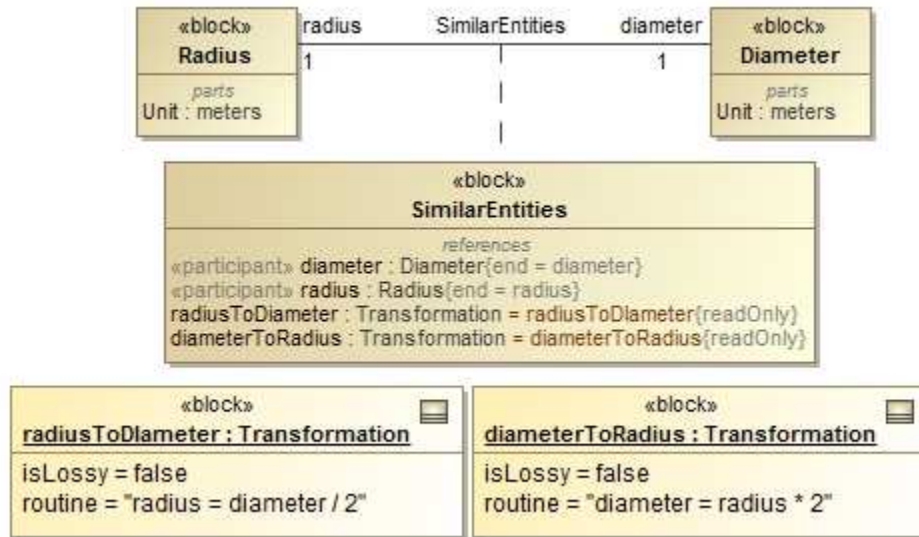 «block»
Radius
parts
Unit : meters
radius
1
SimilarEntities
diameter
1
«block»
Diameter
parts
Unit : meters
«block»
SimilarEntities
references
«participant» diameter : Diameter{end = diameter}
«participant» radius : Radius{end = radius}
radiusToDiameter : Transformation = radiusToDIameter{readOnly}
diameterToRadius : Transformation = diameterToRadius{readOnly}
«block»
radiusToDIameter : Transformation
isLossy = false
routine = "radius = diameter / 2"
«block»
diameterToRadius : Transformation
isLossy = false
routine = "diameter = radius * 2"